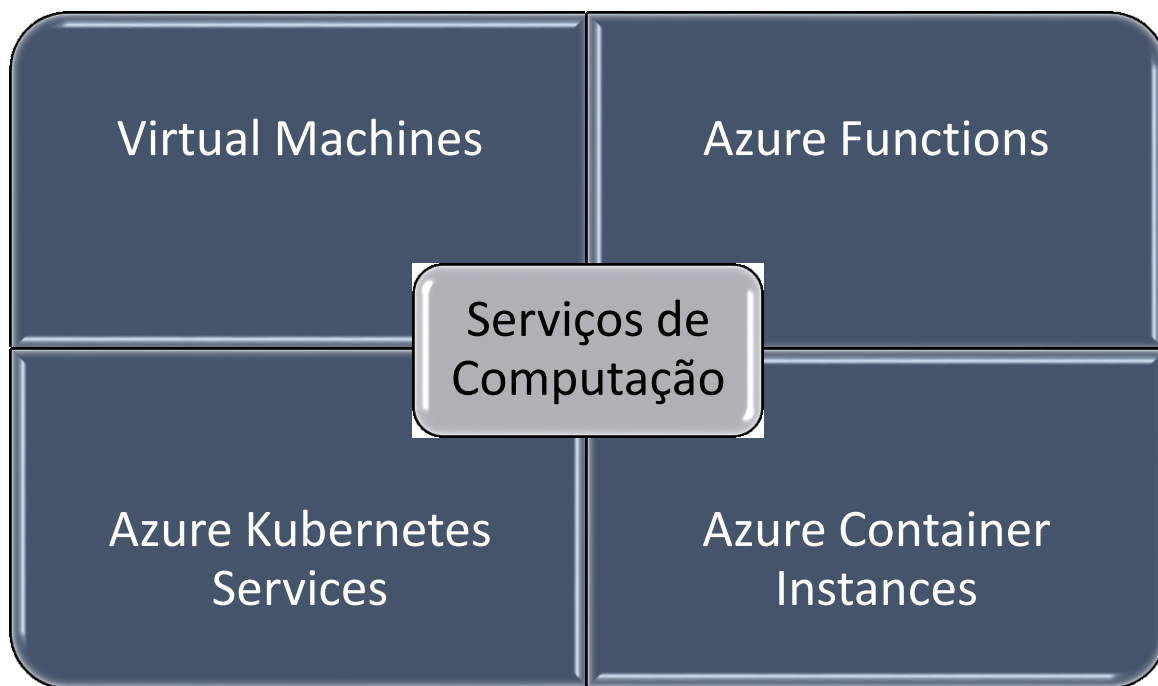 Virtual Machines
Azure Functions
Serviços de
Computação
Azure Kubernetes
Services
Azure Container
Instances